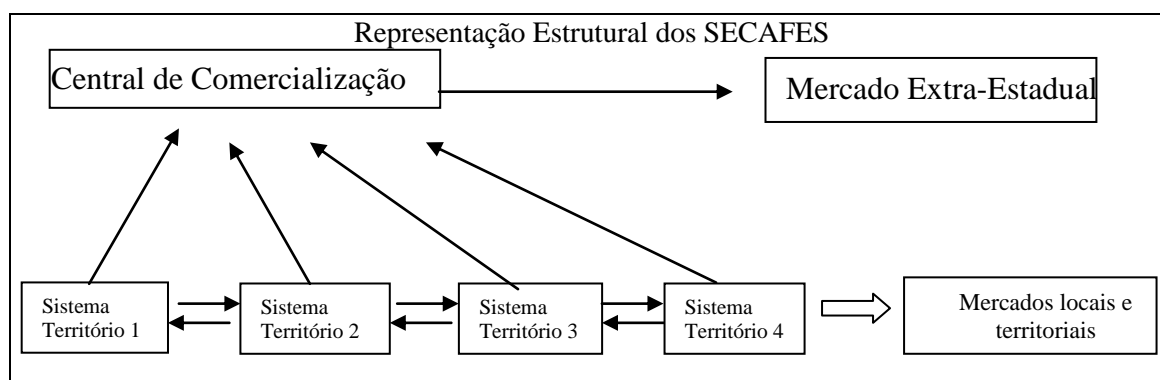 Representação Estrutural dos SECAFES
Central de Comercialização
Mercado Extra-Estadual
Sistema
Território 1
Sistema
Território 2
Sistema
Território 3
Sistema
Território 4
Mercados locais e
territoriais